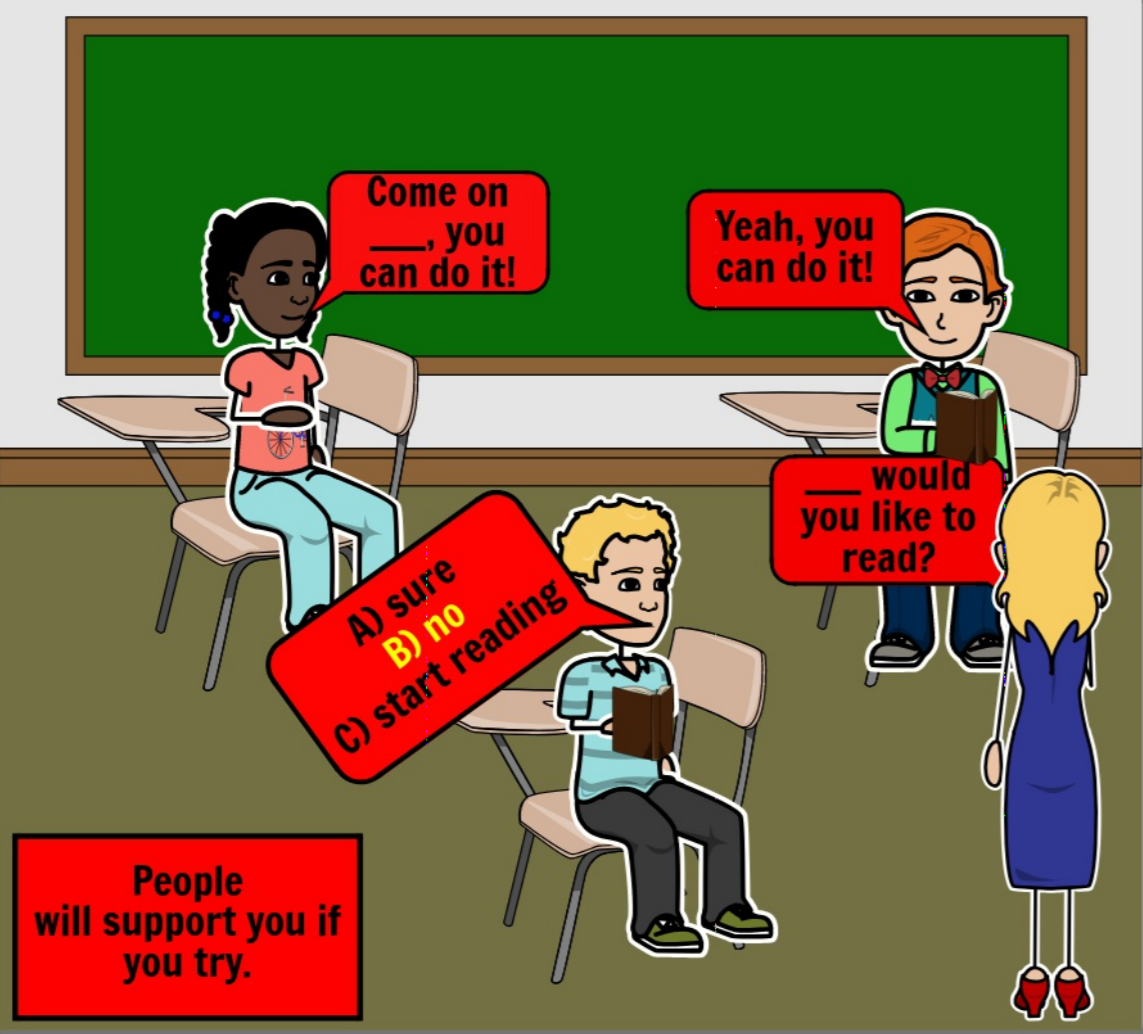 Come on
___, you
can do it!
Yeah, you
can do it!
___ would
you like to
read?
A) sure
B) no
C) start reading
People
will support you if
you try.